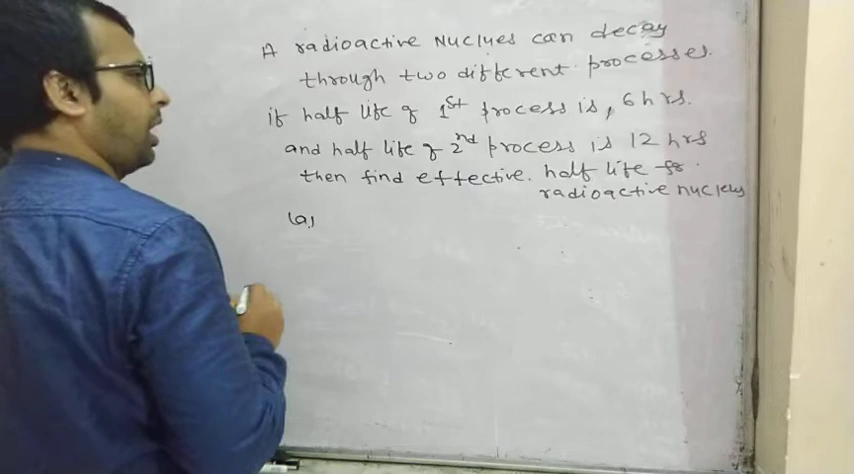 A radioactive Nuclues can decay
through two different processes.
if half life of 1st process is, 6 hrs.
and half life of 2nd process is 12 hrs
then find effective. half life for
radioactive nucleus
(a)